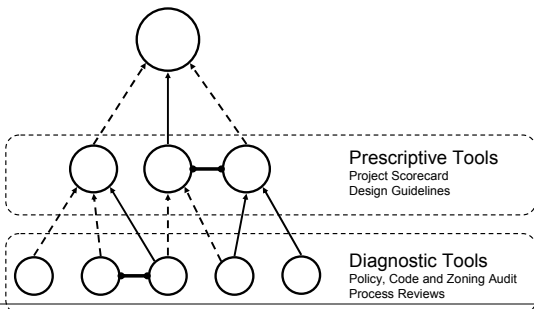 Prescriptive Tools
Project Scorecard
Design Guidelines
Diagnostic Tools
Policy, Code and Zoning Audit
Process Reviews